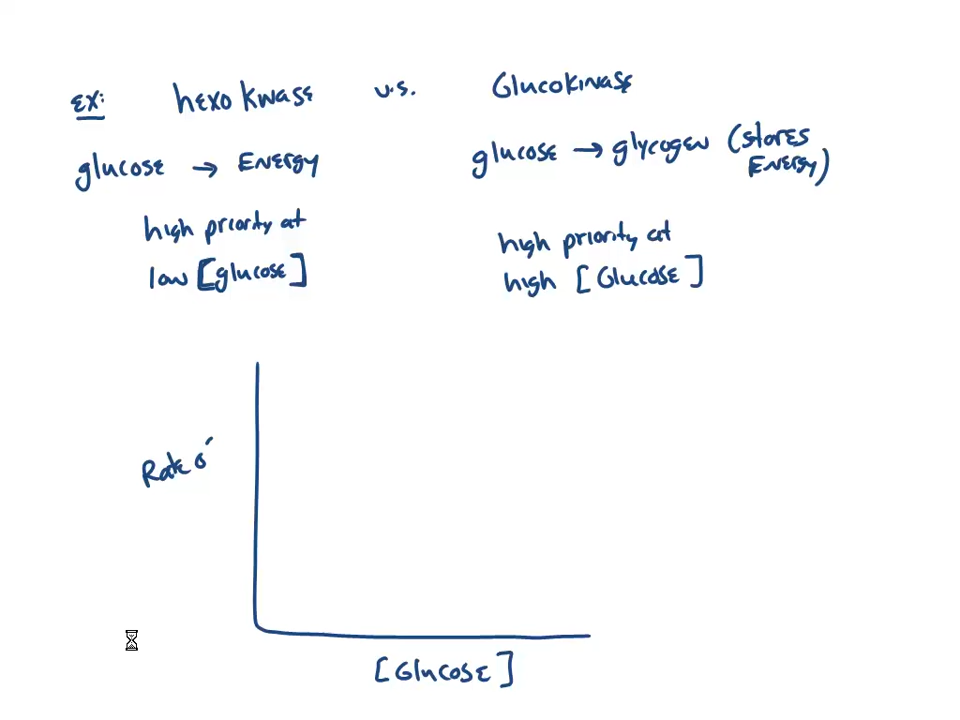 Ex: hexokinase v.s. Glucokinase
glucose → Energy
glucose → glycogen (stores Energy)
high priority at
low [glucose]
high priority at
high [Glucose]
Rate o
[Glucose]